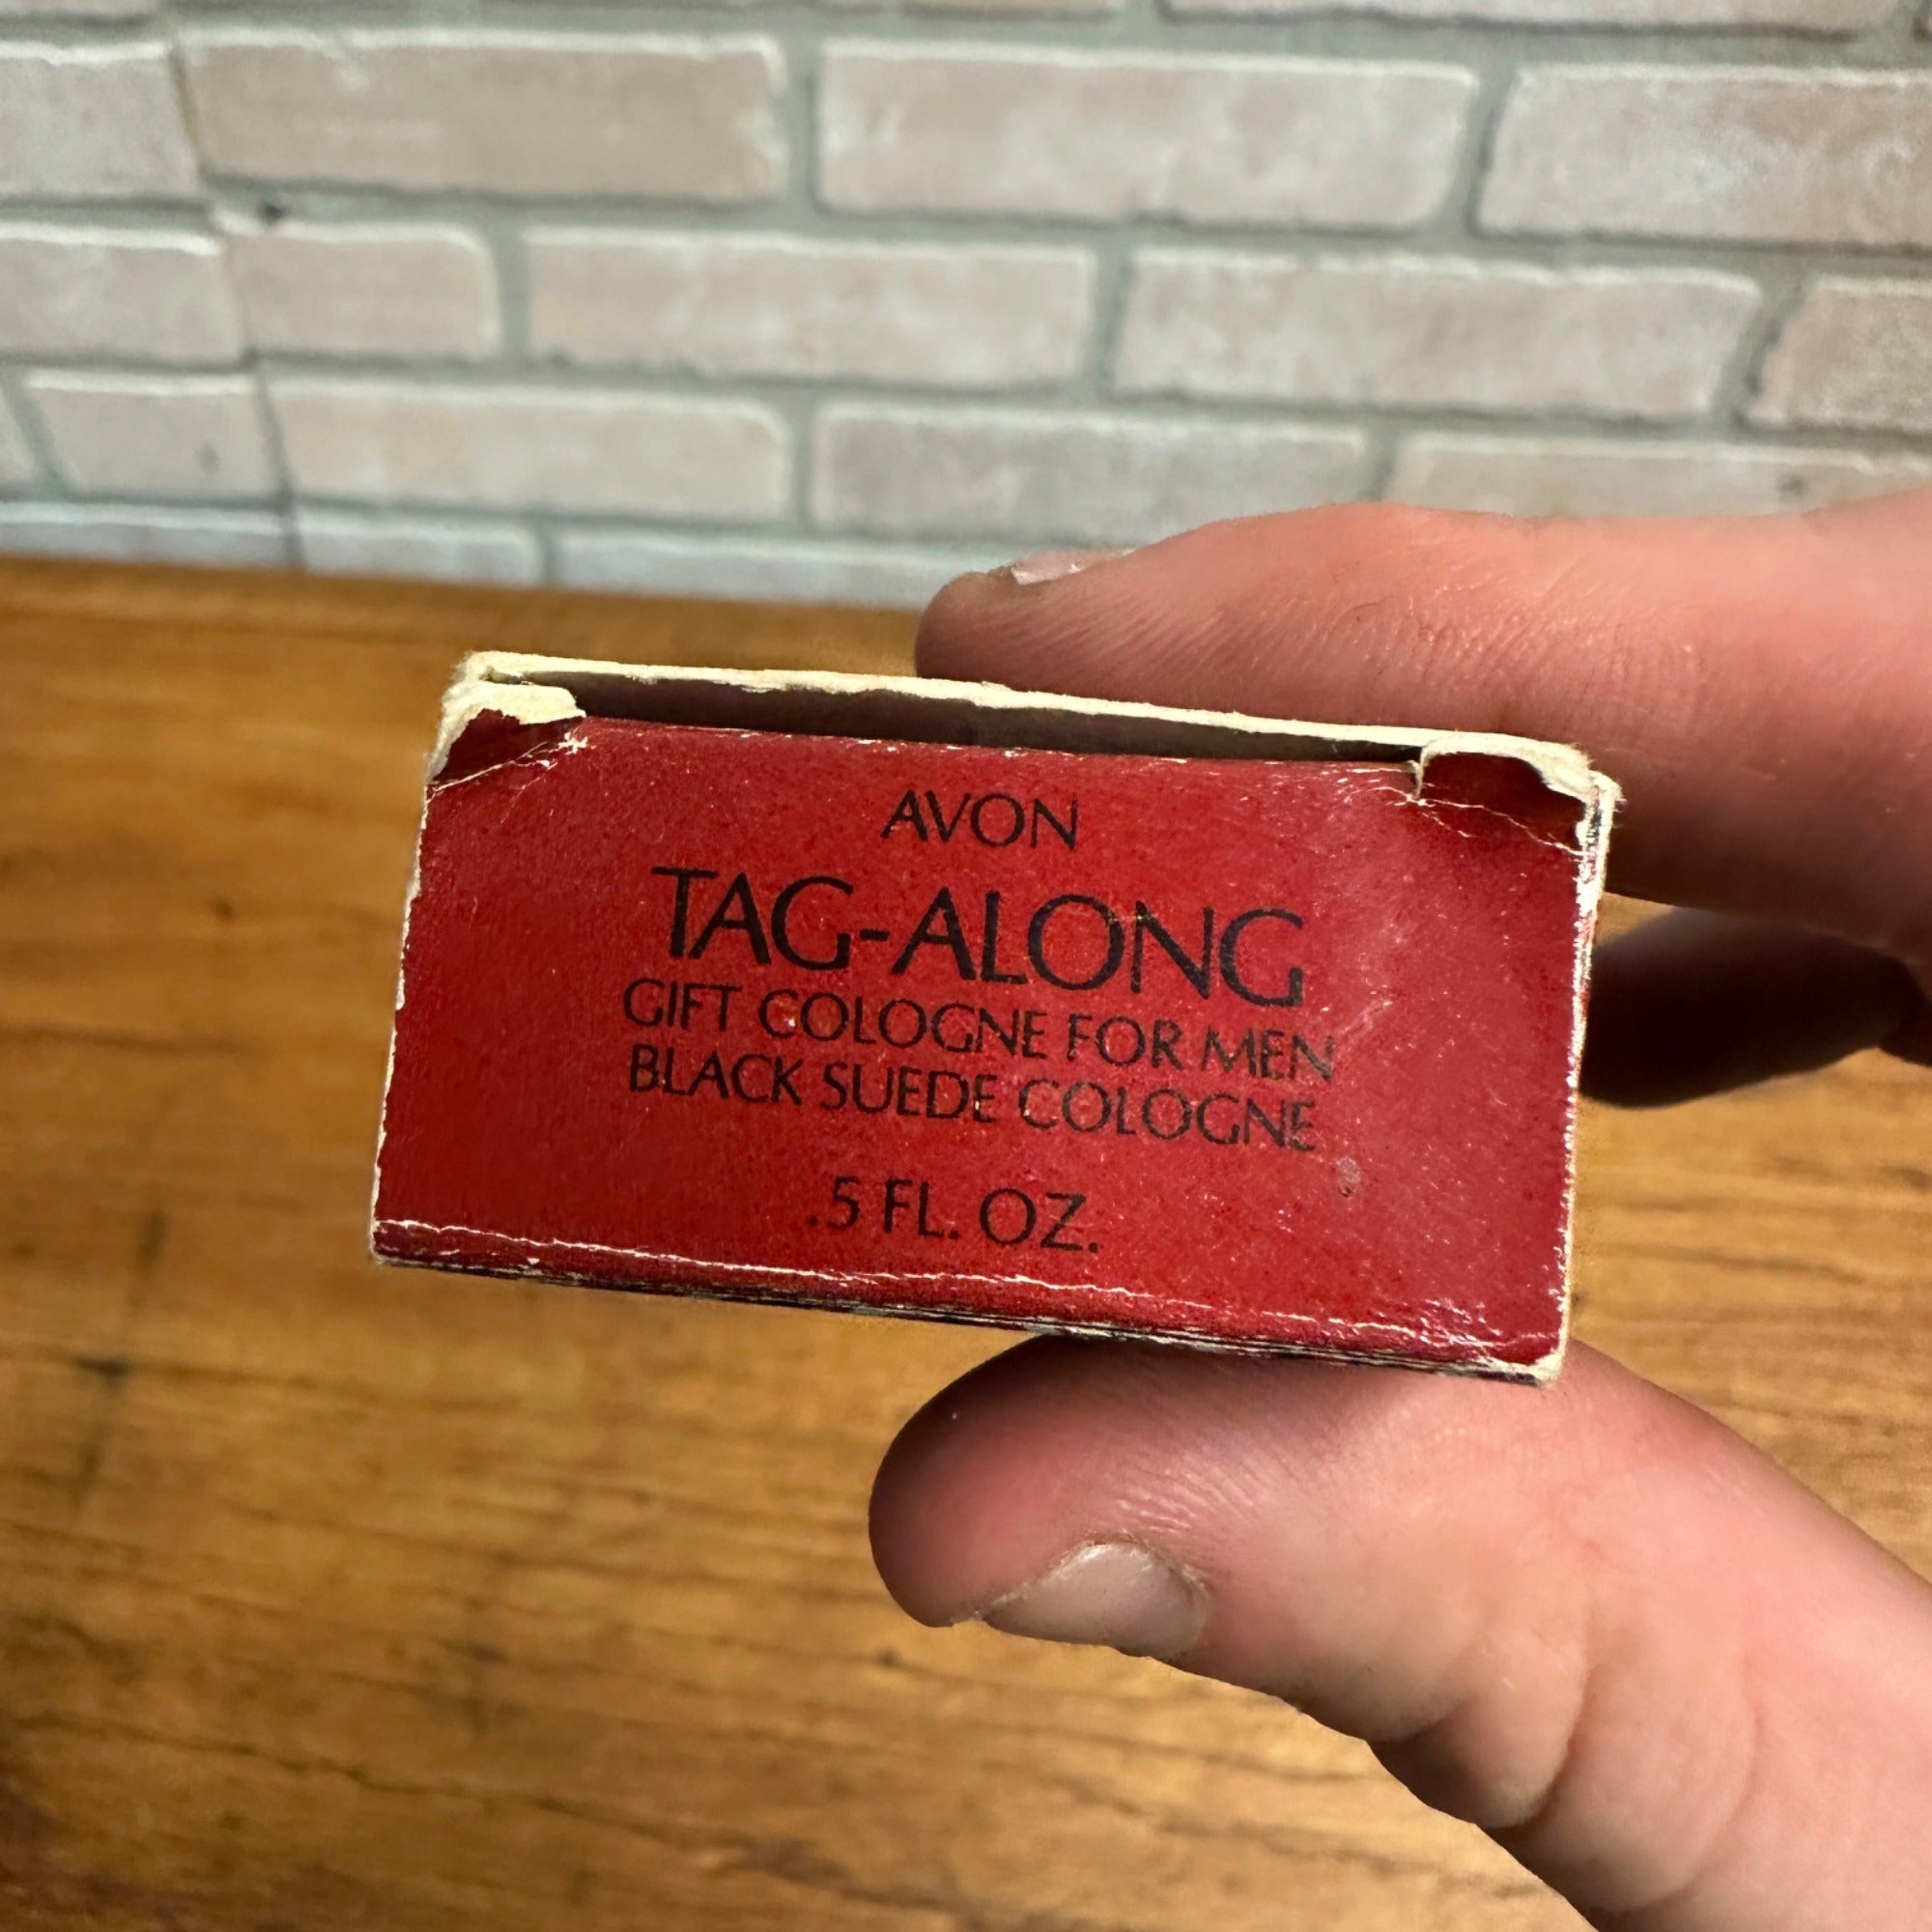 AVON
TAG-ALONG
GIFT COLOGNE FOR MEN
BLACK SUEDE COLOGNE
.5 FL. OZ.